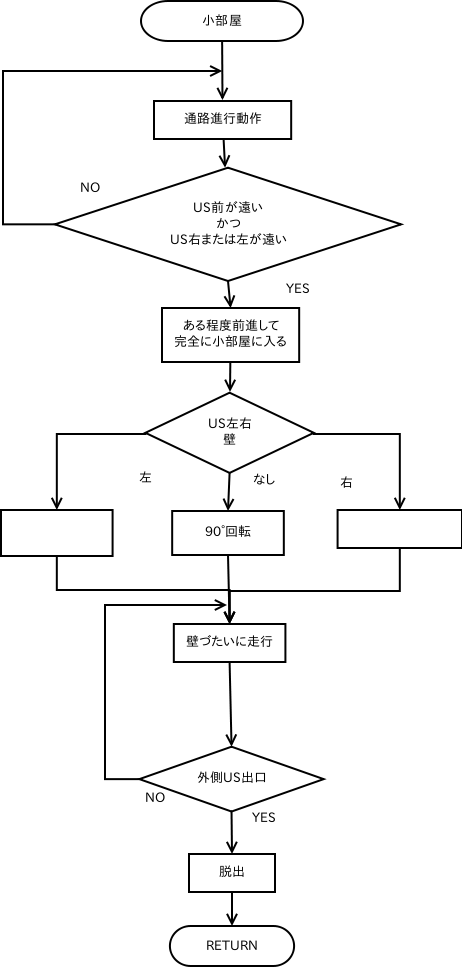 小部屋
通路進行動作
NO
US前が遠い
かつ
US右または左が遠い
YES
ある程度前進して
完全に小部屋に入る
US左右
壁
左
なし
右
90°回転
壁づたいに走行
外側US出口
NO
YES
脱出
RETURN